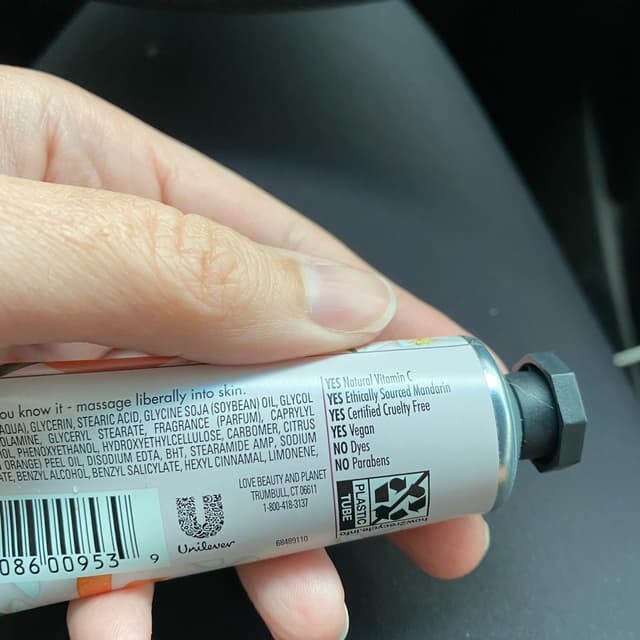 ou know it - massage liberally into skin.
AQUA), GLYCERIN, STEARIC ACID, GLYCINE SOJA (SOYBEAN) OIL, GLYCOL
OLAMINE, GLYCERYL STEARATE, FRAGRANCE (PARFUM), CAPRYLYL
OL, PHENOXYETHANOL, HYDROXYETHYLCELLULOSE, CARBOMER, CITRUS
ORANGE) PEEL OIL, DISODIUM EDTA, BHT, STEARAMIDE AMP, SODIUM
TE, BENZYL ALCOHOL, BENZYL SALICYLATE, HEXYL CINNAMAL, LIMONENE,
YES Natural Vitamin C
YES Ethically Sourced Mandarin
YES Certified Cruelty Free
YES Vegan
NO Dyes
NO Parabens
LOVE BEAUTY AND PLANET
TRUMBULL, CT 06611
1-800-418-3137
68489110
Unilever
086 00953 9
PLASTIC
TUBE
how2recycle.info